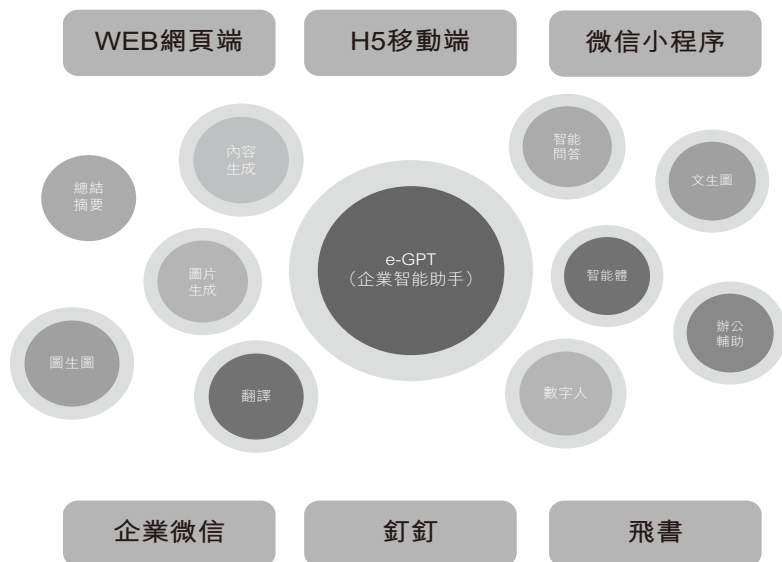 WEB網頁端
H5移動端
微信小程序
內容
生成
智能
問答
總結
摘要
文生圖
e-GPT
（企業智能助手）
圖片
生成
智能體
圖生圖
辦公
輔助
翻譯
數字人
企業微信
釘釘
飛書